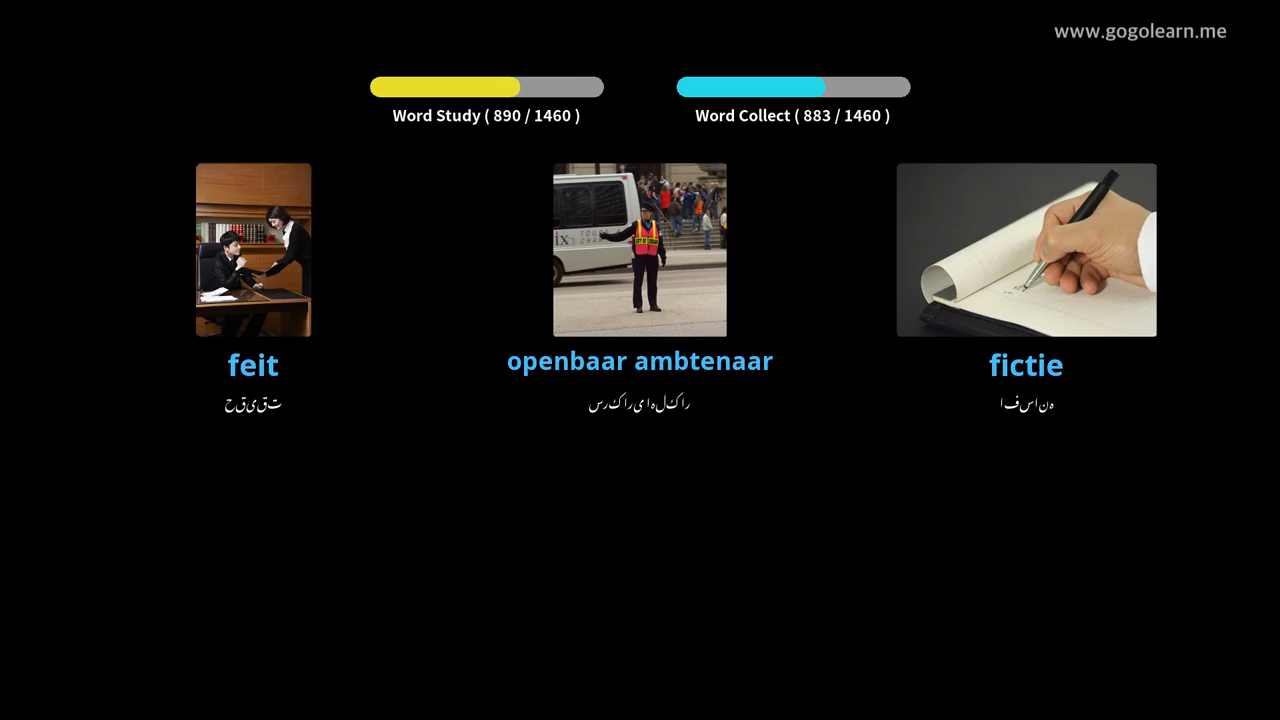 www.gogolearn.me
Word Study ( 890 / 1460 )
Word Collect ( 883 / 1460 )
feit
حقیقت
openbaar ambtenaar
سرکاری اہلکار
fictie
افسانہ